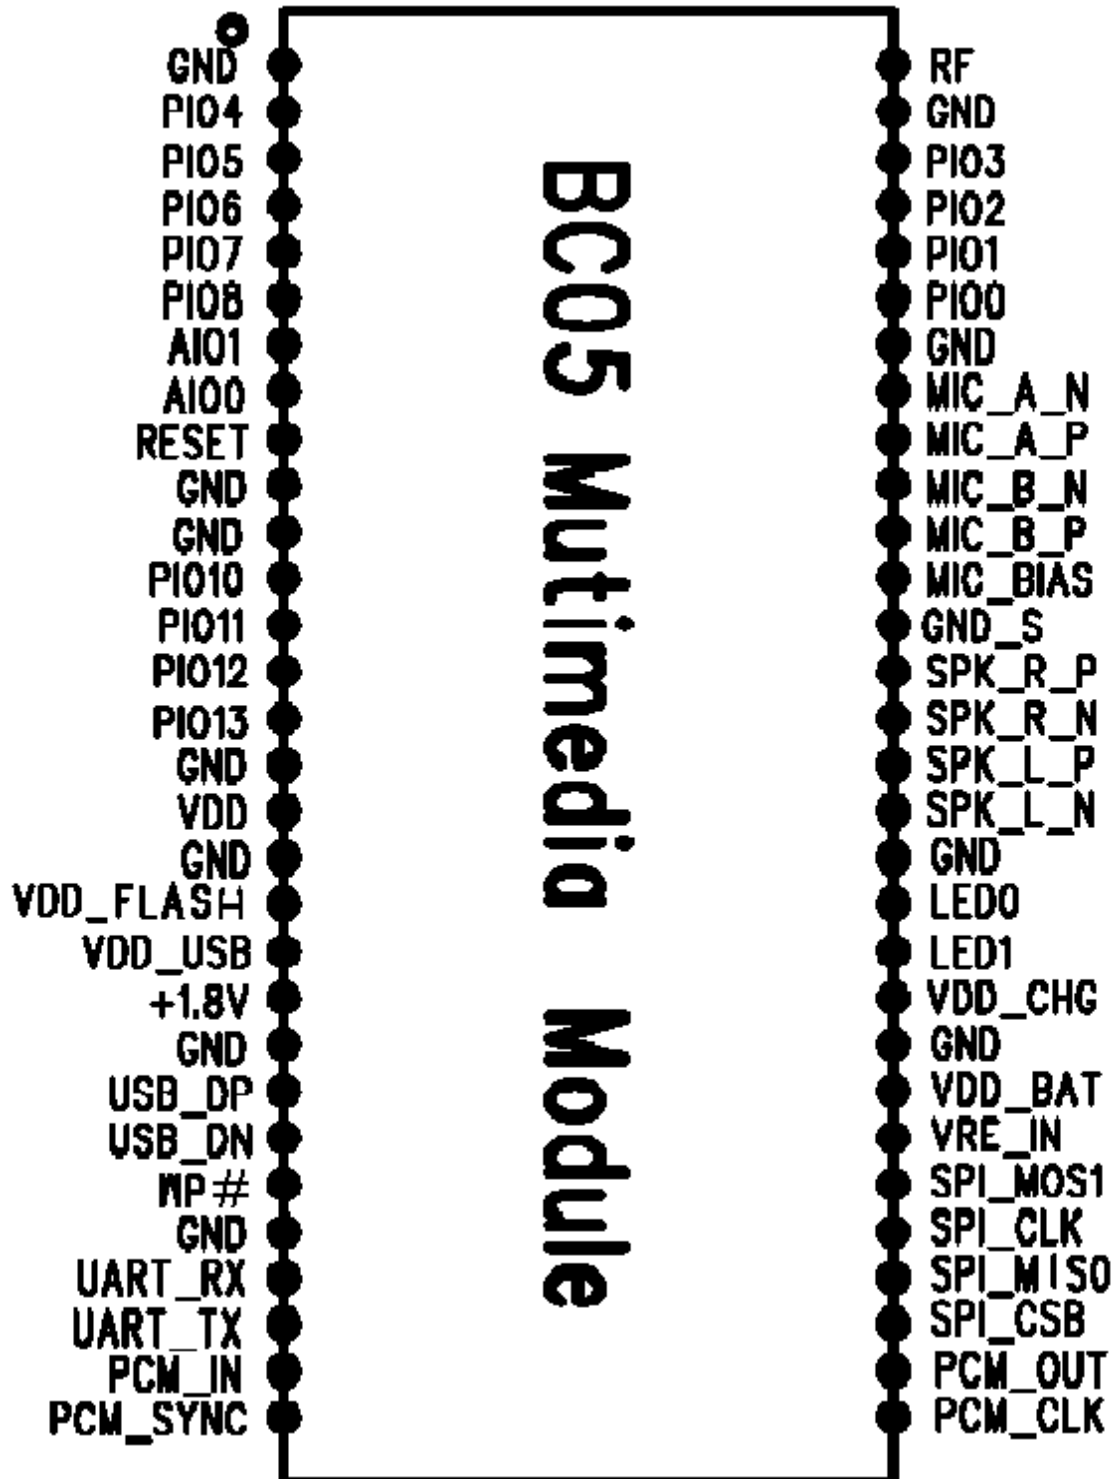 GND
PIO4
PIO5
PIO6
PIO7
PIO8
AIO1
AIO0
RESET
GND
GND
PIO10
PIO11
PIO12
PIO13
GND
VDD
GND
VDD_FLASH
VDD_USB
+1.8V
GND
USB_DP
USB_DN
WP#
GND
UART_RX
UART_TX
PCM_IN
PCM_SYNC
BC05 Mutimedia Module
RF
GND
PIO3
PIO2
PIO1
PIO0
GND
MIC_A_N
MIC_A_P
MIC_B_N
MIC_B_P
MIC_BIAS
GND_S
SPK_R_P
SPK_R_N
SPK_L_P
SPK_L_N
GND
LED0
LED1
VDD_CHG
GND
VDD_BAT
VRE_IN
SPI_MOS1
SPI_CLK
SPI_MISO
SPI_CSB
PCM_OUT
PCM_CLK